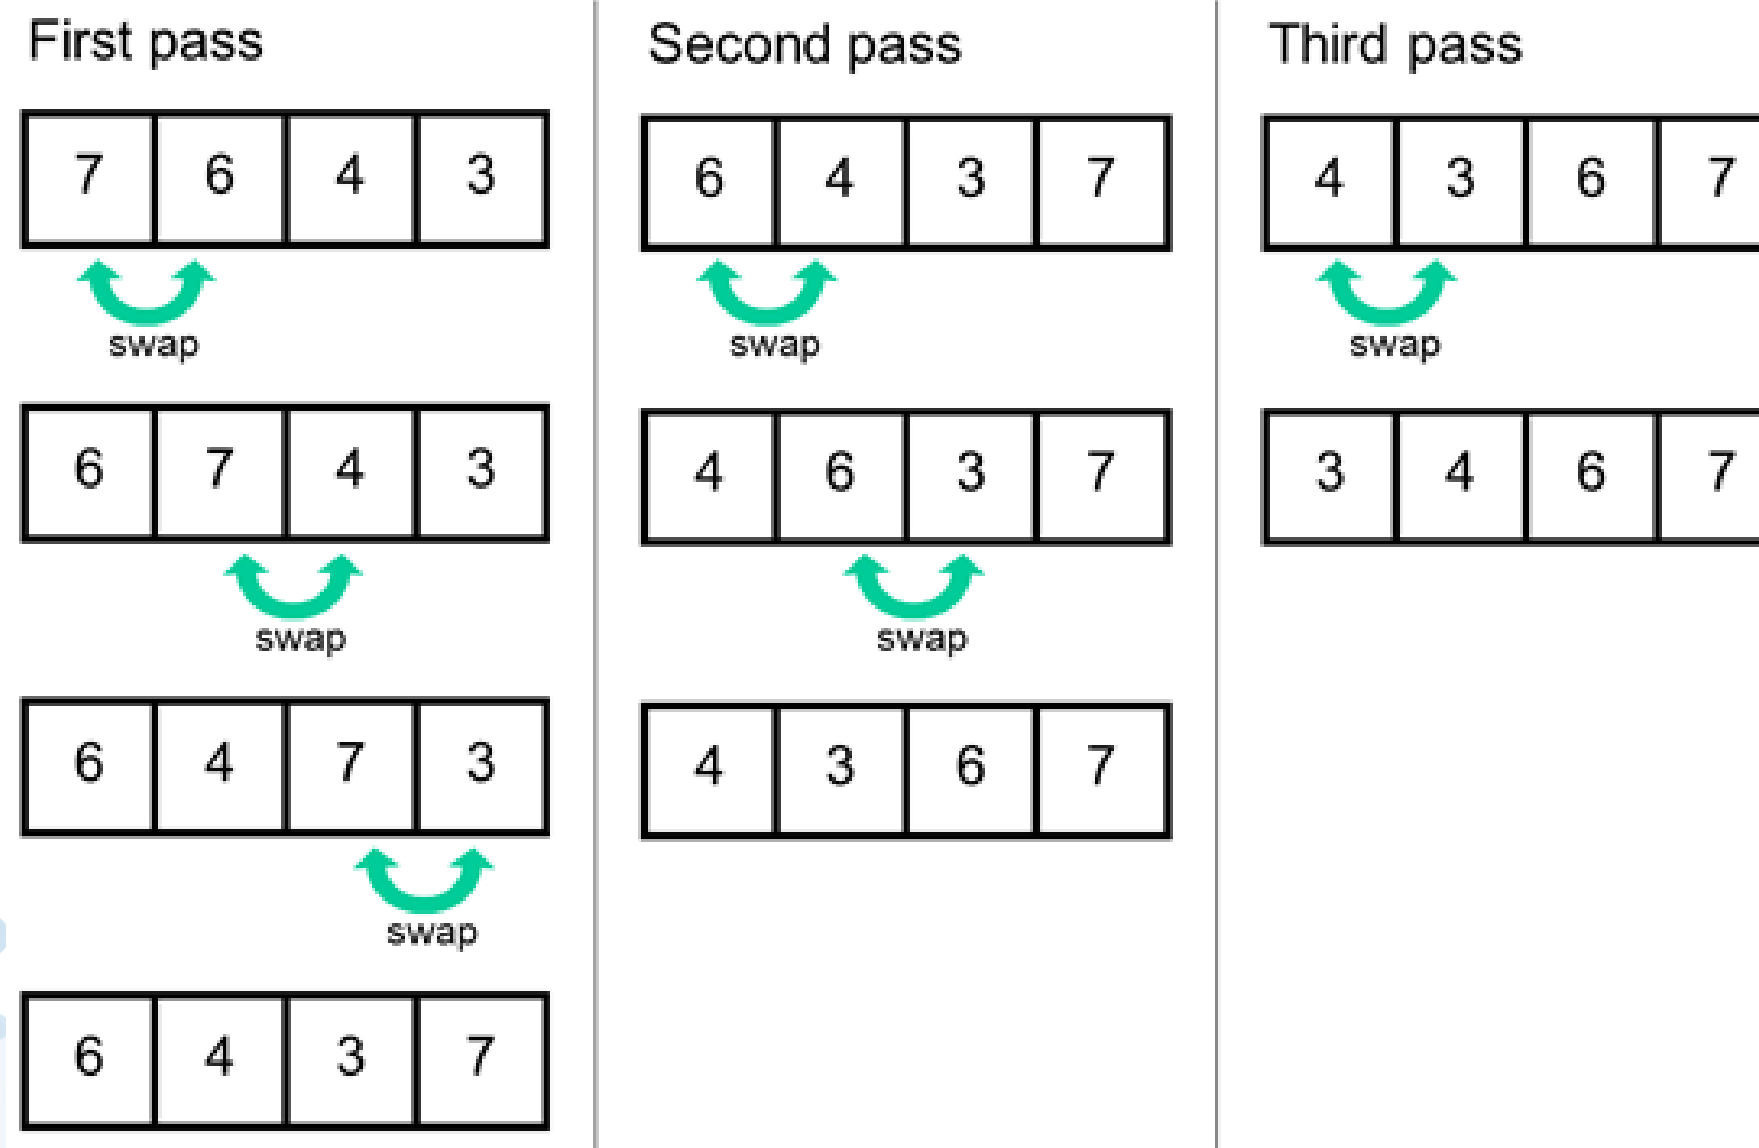 First pass
7 6 4 3
swap
6 7 4 3
swap
6 4 7 3
swap
6 4 3 7
Second pass
6 4 3 7
swap
4 6 3 7
swap
4 3 6 7
Third pass
4 3 6 7
swap
3 4 6 7